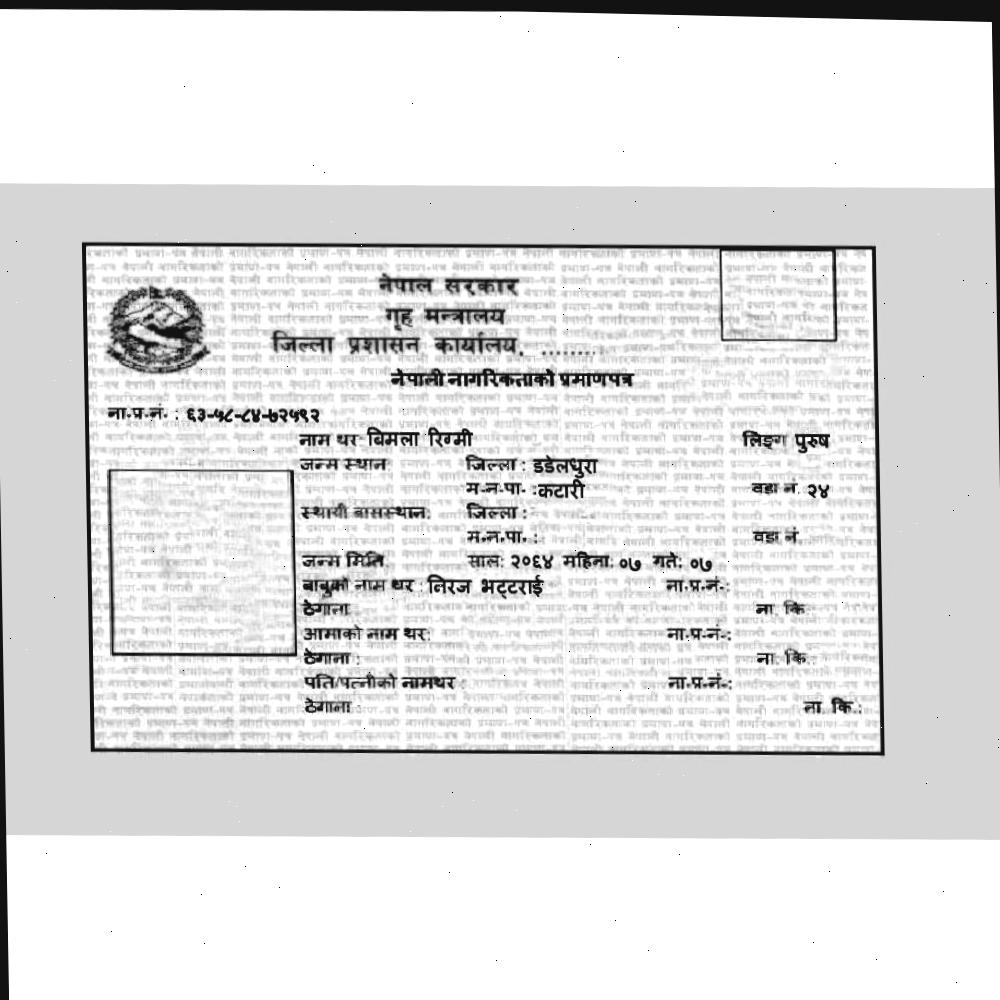 नेपाल सरकार
गृह मन्त्रालय
जिल्ला प्रशासन कार्यालय, ........
नेपाली नागरिकताको प्रमाणपत्र
ना.प्र.नं. : ६३-५८-८४-७२५९२
नाम थर: बिमला रिग्मी लिङ्ग पुरुष
जन्म स्थान जिल्ला : डडेलधुरा
म.न.पा. :कटारी वडा नं. २४
स्थायी बासस्थान: जिल्ला :
म.न.पा. : वडा नं.
जन्म मिति साल: २०६४ महिना: ०७ गते: ०७
बाबुको नाम थर : निरज भट्टराई ना.प्र.नं.:
ठेगाना ना. कि.:
आमाको नाम थर: ना.प्र.नं.:
ठेगाना : ना. कि.:
पति/पत्नीको नामथर : ना.प्र.नं.:
ठेगाना : ना. कि.: